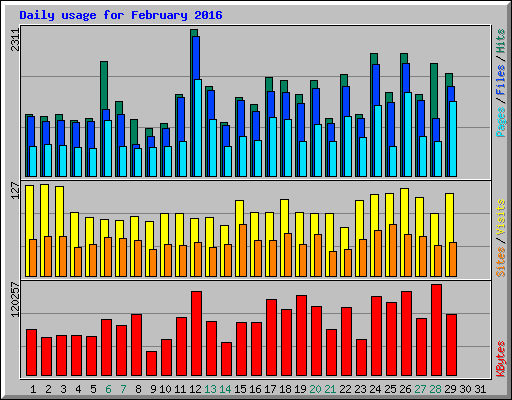 Daily usage for February 2016
2311
Pages / Files / Hits
127
Sites / Visits
120257
KBytes
1 2 3 4 5 6 7 8 9 10 11 12 13 14 15 16 17 18 19 20 21 22 23 24 25 26 27 28 29 30 31